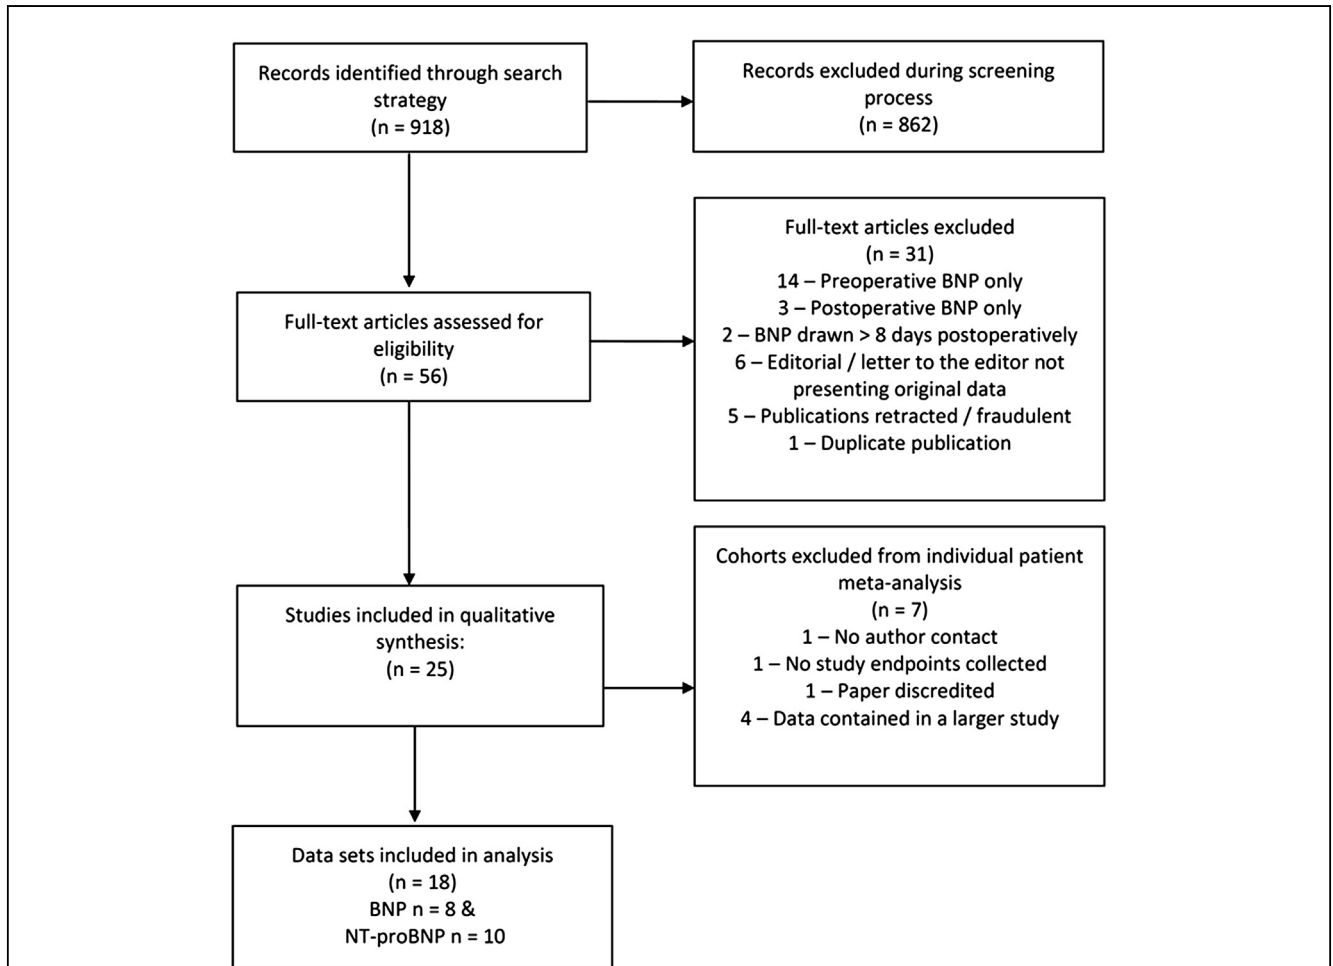 Records identified through search
strategy
(n = 918)
Records excluded during screening
process
(n = 862)
Full-text articles assessed for
eligibility
(n = 56)
Full-text articles excluded
(n = 31)
14 – Preoperative BNP only
3 – Postoperative BNP only
2 – BNP drawn > 8 days postoperatively
6 – Editorial / letter to the editor not
presenting original data
5 – Publications retracted / fraudulent
1 – Duplicate publication
Studies included in qualitative
synthesis:
(n = 25)
Cohorts excluded from individual patient
meta-analysis
(n = 7)
1 – No author contact
1 – No study endpoints collected
1 – Paper discredited
4 – Data contained in a larger study
Data sets included in analysis
(n = 18)
BNP n = 8 &
NT-proBNP n = 10